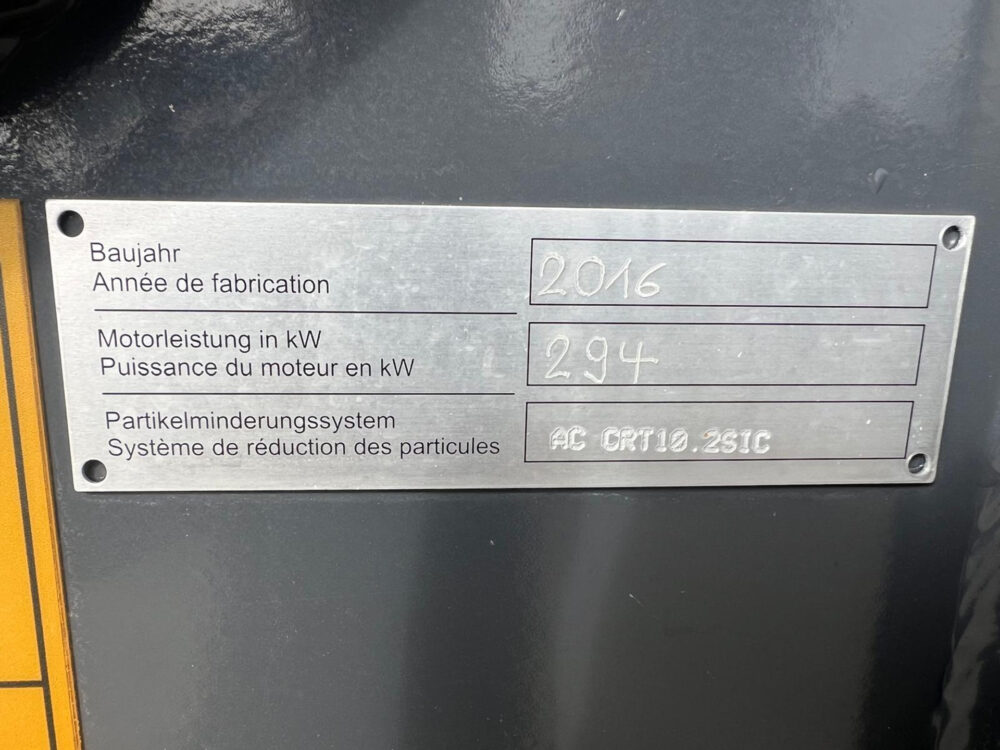 Baujahr
Année de fabrication
2016
Motorleistung in kW
Puissance du moteur en kW
294
Partikelminderungssystem
Système de réduction des particules
AC CRT10.2SIC